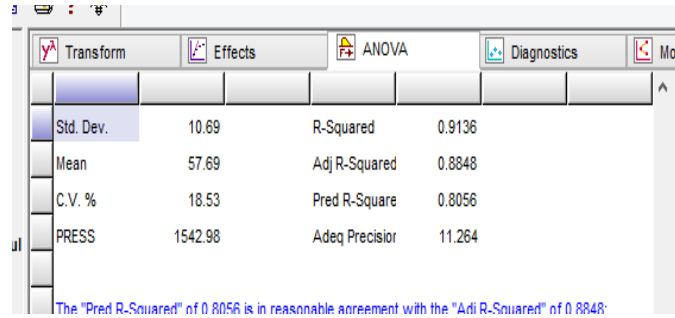 Transform Effects ANOVA Diagnostics Mo
Std. Dev. 10.69 R-Squared 0.9136
Mean 57.69 Adj R-Squared 0.8848
C.V. % 18.53 Pred R-Square 0.8056
PRESS 1542.98 Adeq Precisior 11.264
The "Pred R-Squared" of 0.8056 is in reasonable agreement with the "Adj R-Squared" of 0.8848;